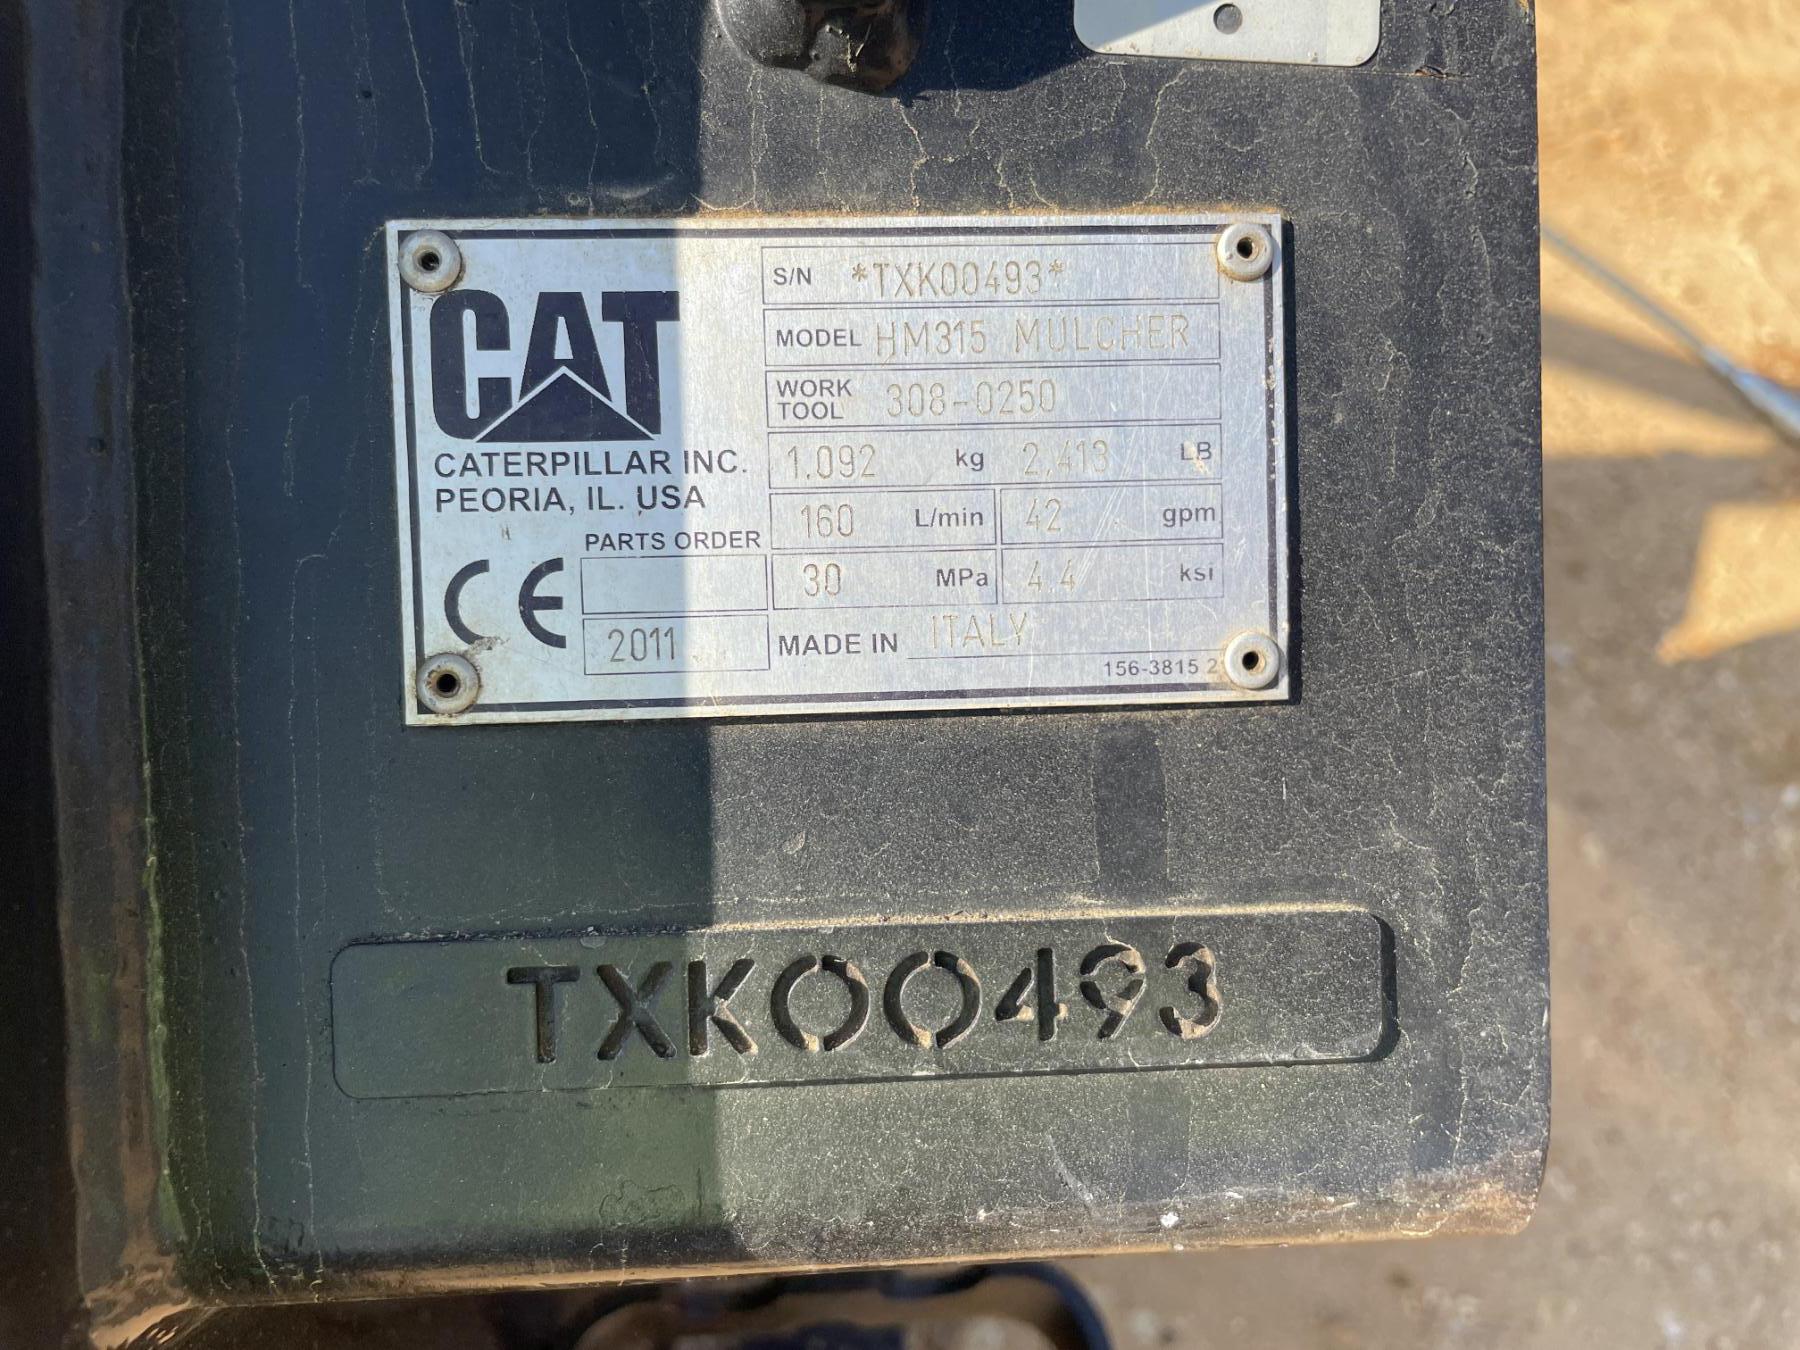 CAT
CATERPILLAR INC.
PEORIA, IL. USA
S/N *TXK00493*
MODEL HM315 MULCHER
WORK TOOL 308-0250
1.092 kg 2,413 LB
160 L/min 42 gpm
30 MPa 4.4 ksi
PARTS ORDER
CE
2011
MADE IN ITALY
156-3815 2
TXK00493